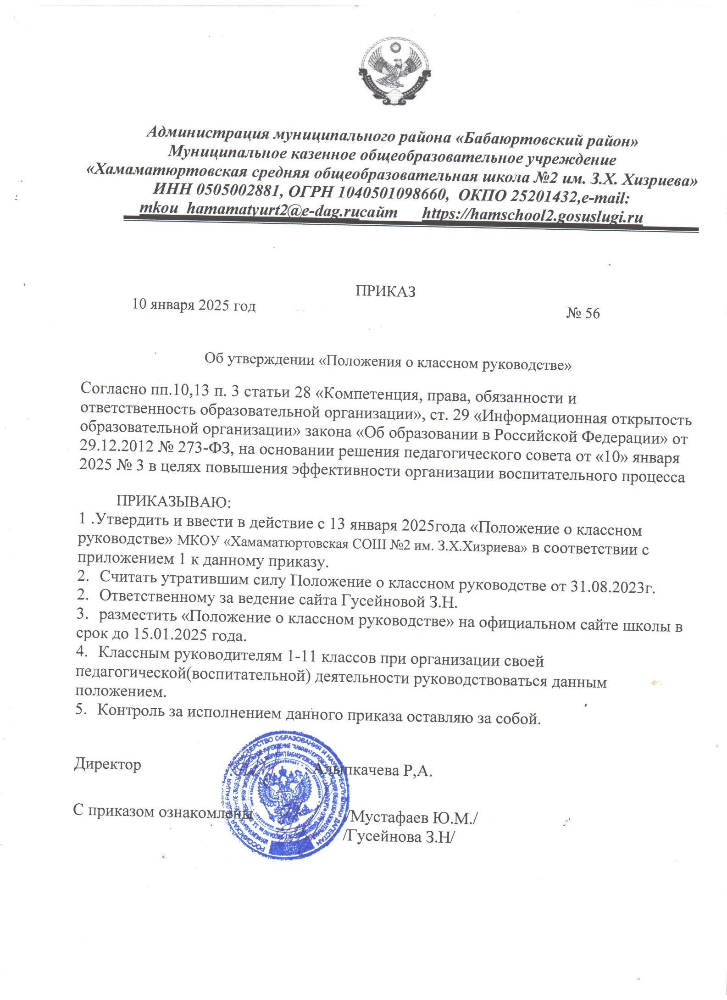 Администрация муниципального района «Бабаюртовский район»
Муниципальное казенное общеобразовательное учреждение
«Хамаматюртовская средняя общеобразовательная школа №2 им. З.Х. Хизриева»
ИНН 0505002881, ОГРН 1040501098660, ОКПО 25201432,e-mail:
mkou_hamamatyurt2@e-dag.ruсайт https://hamschool2.gosuslugi.ru
ПРИКАЗ
10 января 2025 год № 56
Об утверждении «Положения о классном руководстве»
Согласно пп.10,13 п. 3 статьи 28 «Компетенция, права, обязанности и
ответственность образовательной организации», ст. 29 «Информационная открытость
образовательной организации» закона «Об образовании в Российской Федерации» от
29.12.2012 № 273-ФЗ, на основании решения педагогического совета от «10» января
2025 № 3 в целях повышения эффективности организации воспитательного процесса
ПРИКАЗЫВАЮ:
1 .Утвердить и ввести в действие с 13 января 2025года «Положение о классном
руководстве» МКОУ «Хамаматюртовская СОШ №2 им. З.Х.Хизриева» в соответствии с
приложением 1 к данному приказу.
2. Считать утратившим силу Положение о классном руководстве от 31.08.2023г.
2. Ответственному за ведение сайта Гусейновой З.Н.
3. разместить «Положение о классном руководстве» на официальном сайте школы в
срок до 15.01.2025 года.
4. Классным руководителям 1-11 классов при организации своей
педагогической(воспитательной) деятельности руководствоваться данным
положением.
5. Контроль за исполнением данного приказа оставляю за собой.
Директор Алыпкачева Р,А.
С приказом ознакомлены /Мустафаев Ю.М./
/Гусейнова З.Н/
РОССИЙСКАЯ ФЕДЕРАЦИЯ • МИНИСТЕРСТВО ОБРАЗОВАНИЯ И НАУКИ РЕСПУБЛИКИ ДАГЕСТАН